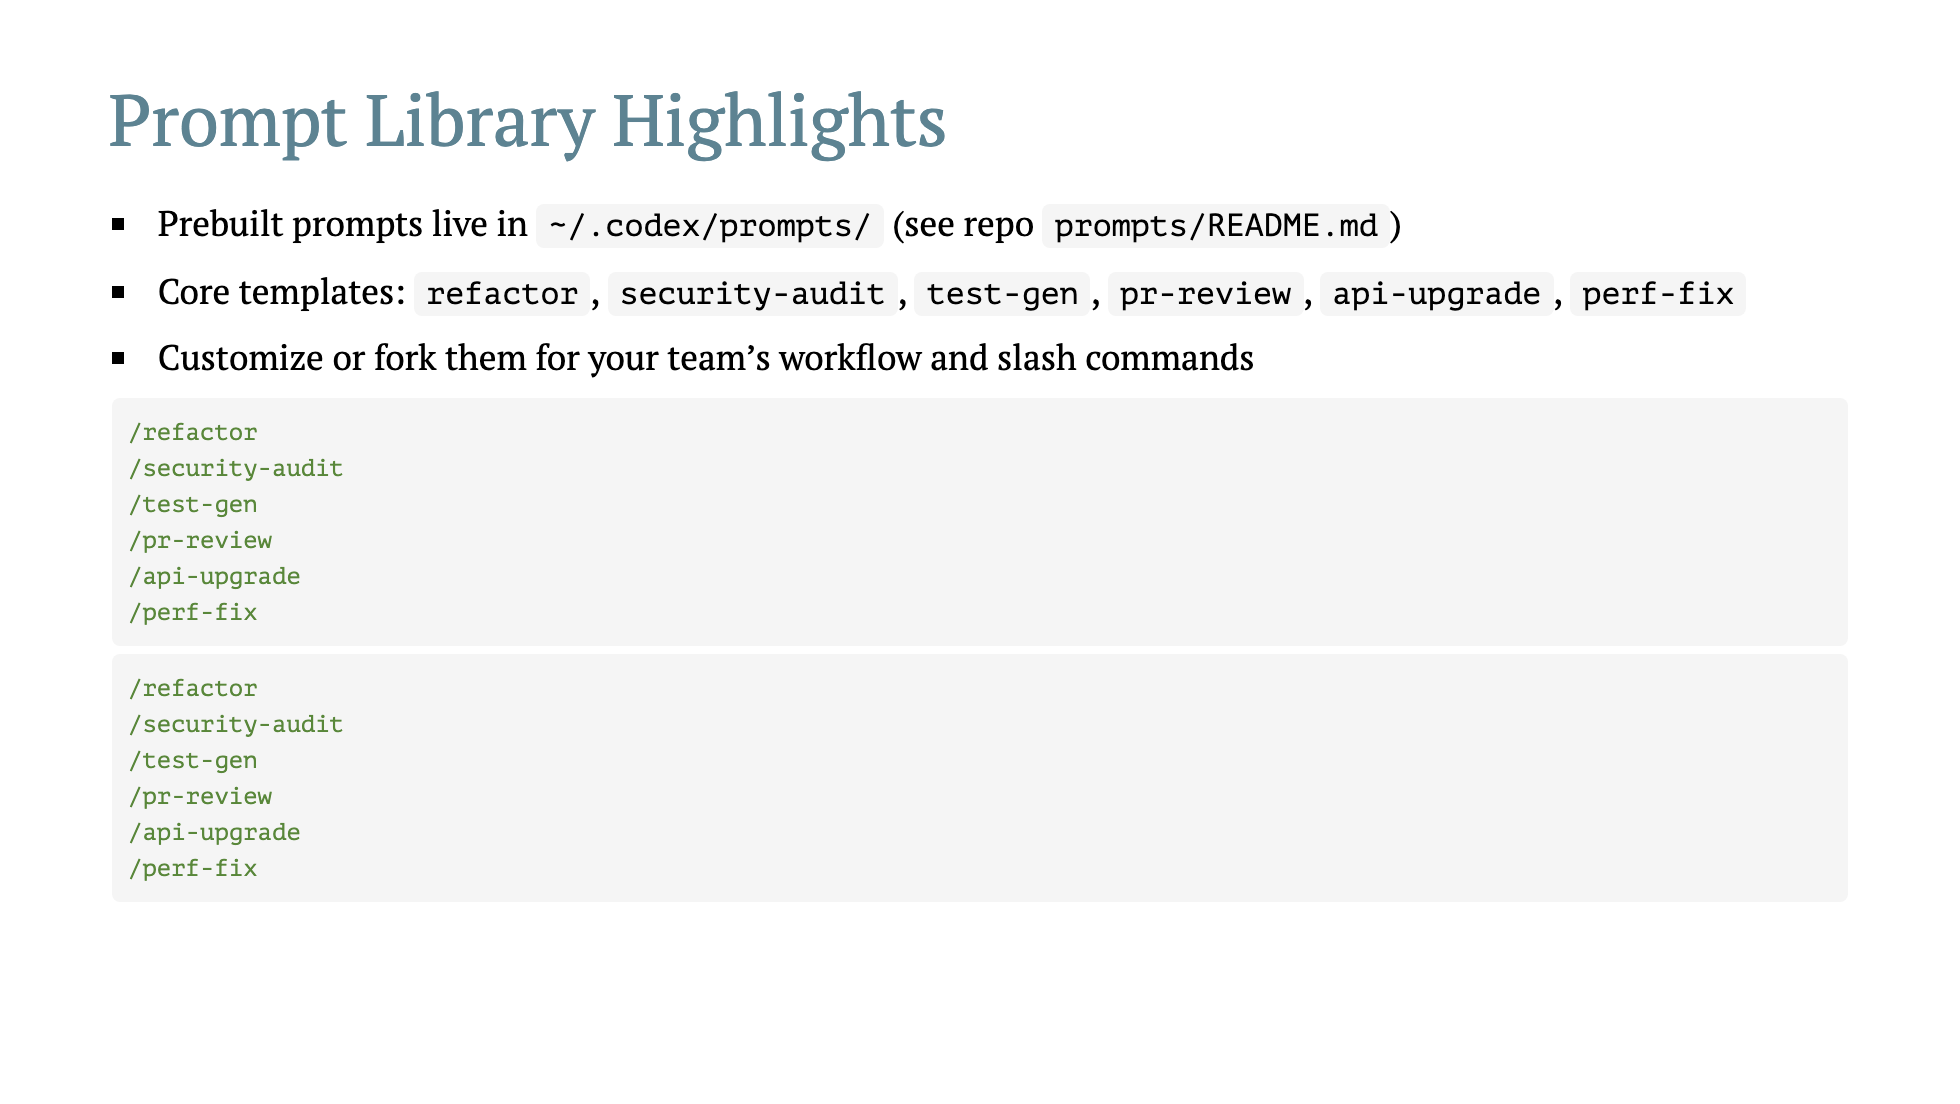 Prompt Library Highlights
▪ Prebuilt prompts live in ~/.codex/prompts/ (see repo prompts/README.md)
▪ Core templates: refactor, security-audit, test-gen, pr-review, api-upgrade, perf-fix
▪ Customize or fork them for your team’s workflow and slash commands
/refactor
/security-audit
/test-gen
/pr-review
/api-upgrade
/perf-fix
/refactor
/security-audit
/test-gen
/pr-review
/api-upgrade
/perf-fix